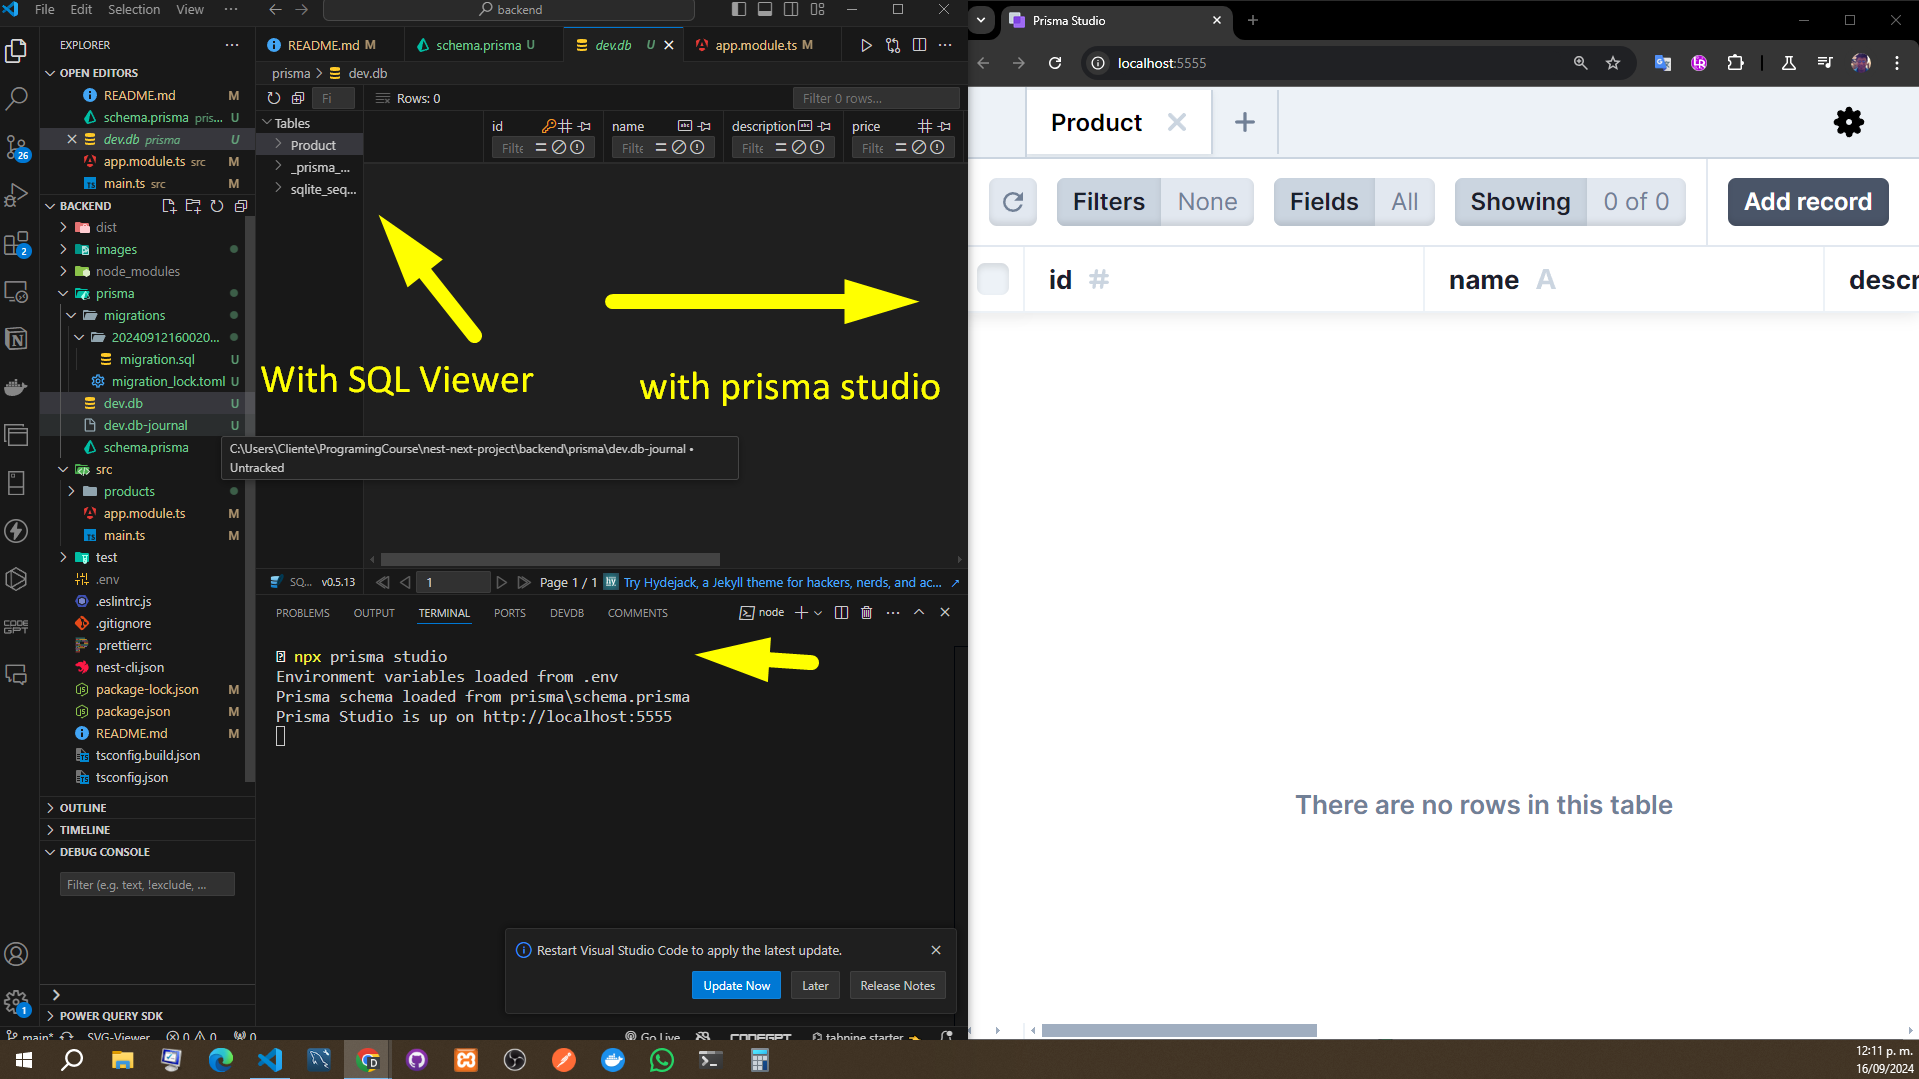 File Edit Selection View ··· backend
EXPLORER
OPEN EDITORS
README.md M
schema.prisma pris... U
dev.db prisma U
app.module.ts src M
main.ts src M
BACKEND
dist
images
node_modules
prisma
migrations
20240912160020...
migration.sql U
migration_lock.toml U
dev.db U
dev.db-journal U
schema.prisma
src
products
app.module.ts M
main.ts M
test
.env
.eslintrc.js
.gitignore
.prettierrc
nest-cli.json
package-lock.json M
package.json M
README.md M
tsconfig.build.json
tsconfig.json
OUTLINE
TIMELINE
DEBUG CONSOLE
Filter (e.g. text, !exclude, ...
POWER QUERY SDK
26
2
1
CODE GPT
README.md M schema.prisma U dev.db U app.module.ts M
prisma > dev.db
Fi Rows: 0 Filter 0 rows...
Tables
Product
_prisma_...
sqlite_seq...
id name description price
Filte Filte Filte Filte
With SQL Viewer
with prisma studio
C:\Users\Cliente\ProgramingCourse\nest-next-project\backend\prisma\dev.db-journal •
Untracked
SQ... v0.5.13 1 Page 1 / 1 Try Hydejack, a Jekyll theme for hackers, nerds, and ac...
PROBLEMS OUTPUT TERMINAL PORTS DEVDB COMMENTS node
npx prisma studio
Environment variables loaded from .env
Prisma schema loaded from prisma\schema.prisma
Prisma Studio is up on http://localhost:5555
Restart Visual Studio Code to apply the latest update.
Update Now Later Release Notes
main* SVG-Viewer 0 0 0 Go Live CODEGPT tabnine starter
Prisma Studio
localhost:5555
Product
Filters None Fields All Showing 0 of 0 Add record
id # name A descr
There are no rows in this table
12:11 p. m.
16/09/2024